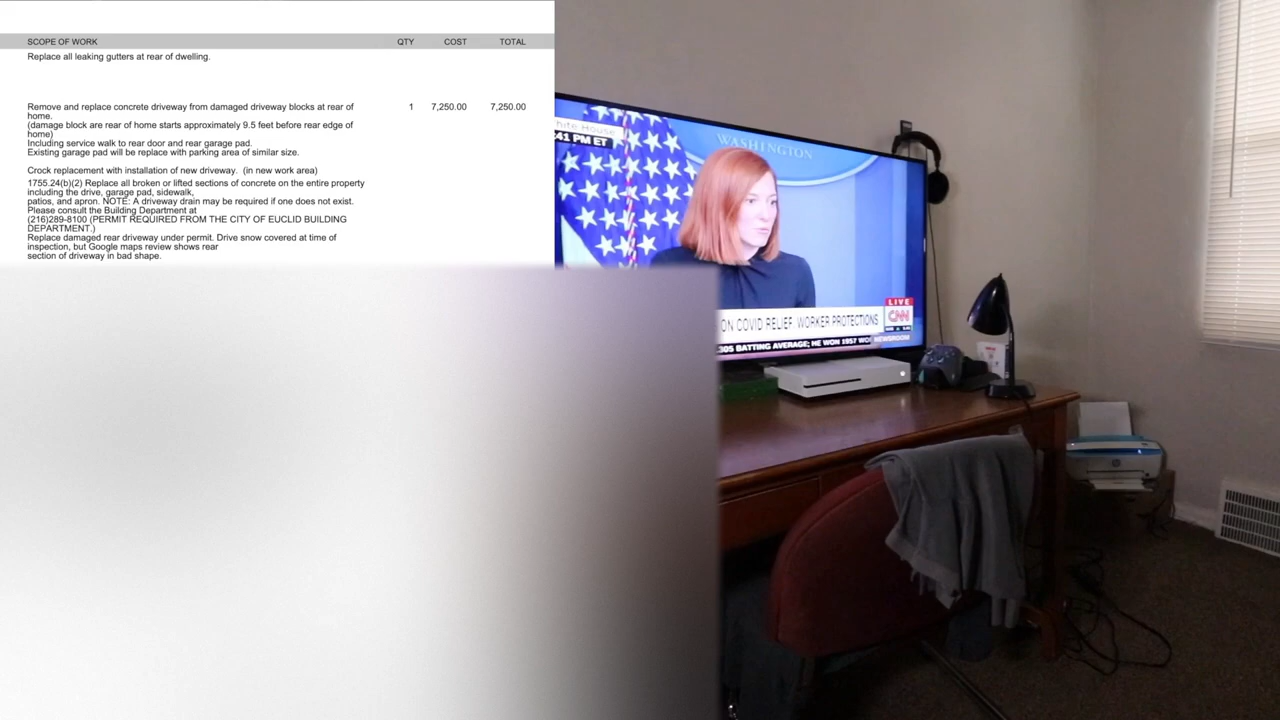 SCOPE OF WORK QTY COST TOTAL
Replace all leaking gutters at rear of dwelling.
Remove and replace concrete driveway from damaged driveway blocks at rear of 1 7,250.00 7,250.00
home.
(damage block are rear of home starts approximately 9.5 feet before rear edge of
home)
Including service walk to rear door and rear garage pad.
Existing garage pad will be replace with parking area of similar size.
Crock replacement with installation of new driveway. (in new work area)
1755.24(b)(2) Replace all broken or lifted sections of concrete on the entire property
including the drive, garage pad, sidewalk,
patios, and apron. NOTE: A driveway drain may be required if one does not exist.
Please consult the Building Department at
(216)289-8100 (PERMIT REQUIRED FROM THE CITY OF EUCLID BUILDING
DEPARTMENT.)
Replace damaged rear driveway under permit. Drive snow covered at time of
inspection, but Google maps review shows rear
section of driveway in bad shape.
hite House
:41 PM ET
WASHINGTON
LIVE
CNN
ON COVID RELIEF, WORKER PROTECTIONS
.305 BATTING AVERAGE; HE WON 1957 WO
NEWSROOM
hp